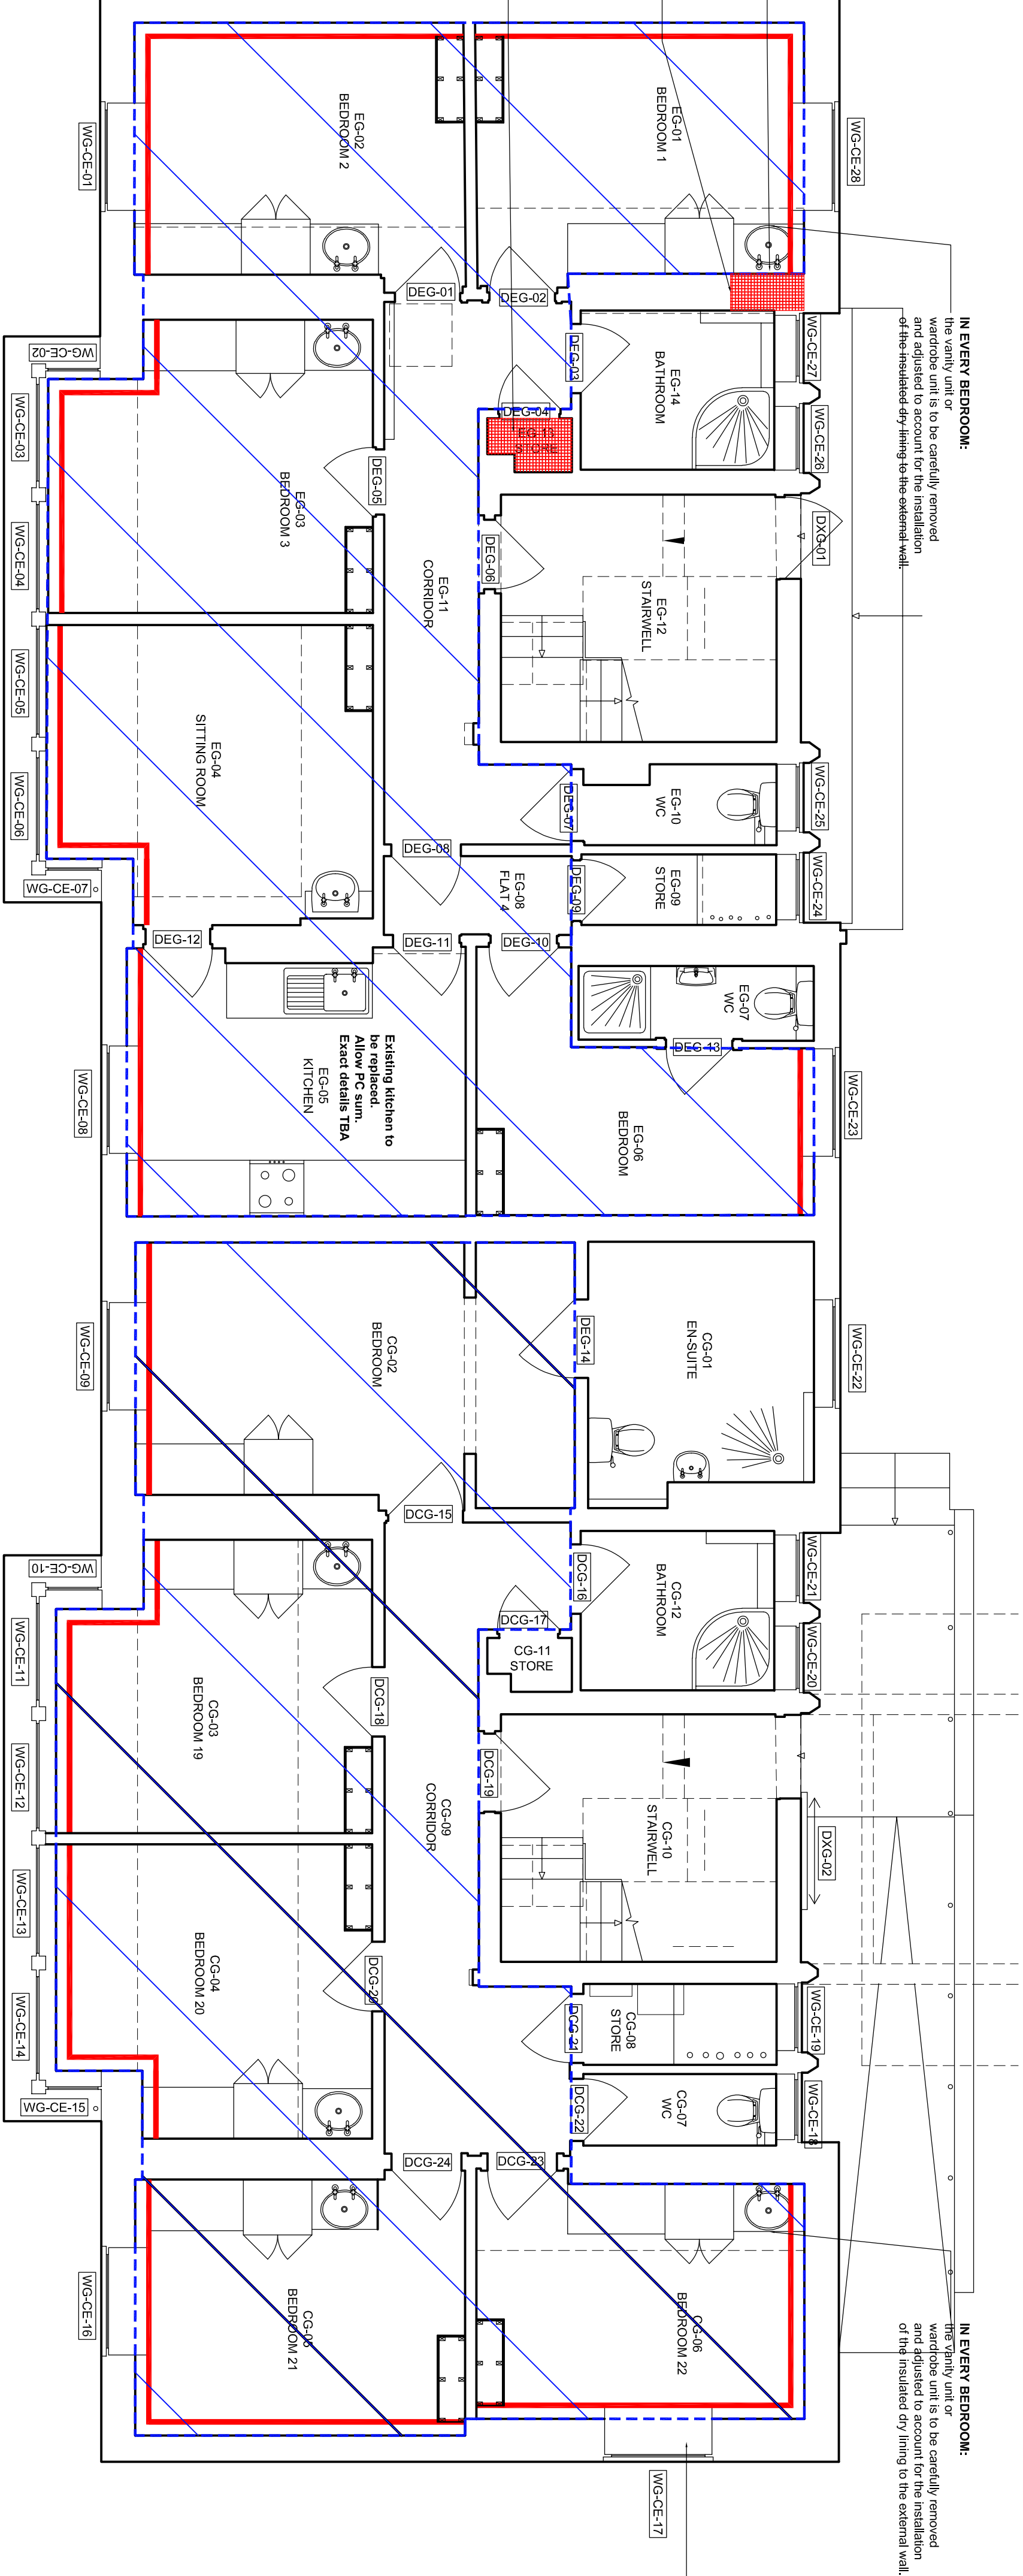 IN EVERY BEDROOM:
the vanity unit or
wardrobe unit is to be carefully removed
and adjusted to account for the installation
of the insulated dry lining to the external wall.
WG-CE-28
WG-CE-27
WG-CE-26
DXG-01
WG-CE-25
WG-CE-24
WG-CE-23
WG-CE-22
WG-CE-21
WG-CE-20
DXG-02
WG-CE-19
WG-CE-18
IN EVERY BEDROOM:
the vanity unit or
wardrobe unit is to be carefully removed
and adjusted to account for the installation
of the insulated dry lining to the external wall.
WG-CE-17
EG-01
BEDROOM 1
EG-14
BATHROOM
EG-12
STAIRWELL
EG-10
WC
EG-09
STORE
EG-07
WC
EG-06
BEDROOM
CG-01
EN-SUITE
CG-12
BATHROOM
CG-10
STAIRWELL
CG-08
STORE
CG-07
WC
CG-06
BEDROOM 22
DEG-01
DEG-02
DEG-03
DEG-04
EG-13
STORE
DEG-05
DEG-06
DEG-07
DEG-08
DEG-09
DEG-10
DEG-11
DEG-12
DEG-13
DEG-14
DCG-15
DCG-16
DCG-17
CG-11
STORE
DCG-18
DCG-19
DCG-20
DCG-21
DCG-22
DCG-23
DCG-24
EG-11
CORRIDOR
EG-08
FLAT 4
CG-09
CORRIDOR
EG-02
BEDROOM 2
EG-03
BEDROOM 3
EG-04
SITTING ROOM
Existing kitchen to
be replaced.
Allow PC sum.
Exact details TBA
EG-05
KITCHEN
CG-02
BEDROOM
CG-03
BEDROOM 19
CG-04
BEDROOM 20
CG-05
BEDROOM 21
WG-CE-01
WG-CE-02
WG-CE-03
WG-CE-04
WG-CE-05
WG-CE-06
WG-CE-07
WG-CE-08
WG-CE-09
WG-CE-10
WG-CE-11
WG-CE-12
WG-CE-13
WG-CE-14
WG-CE-15
WG-CE-16